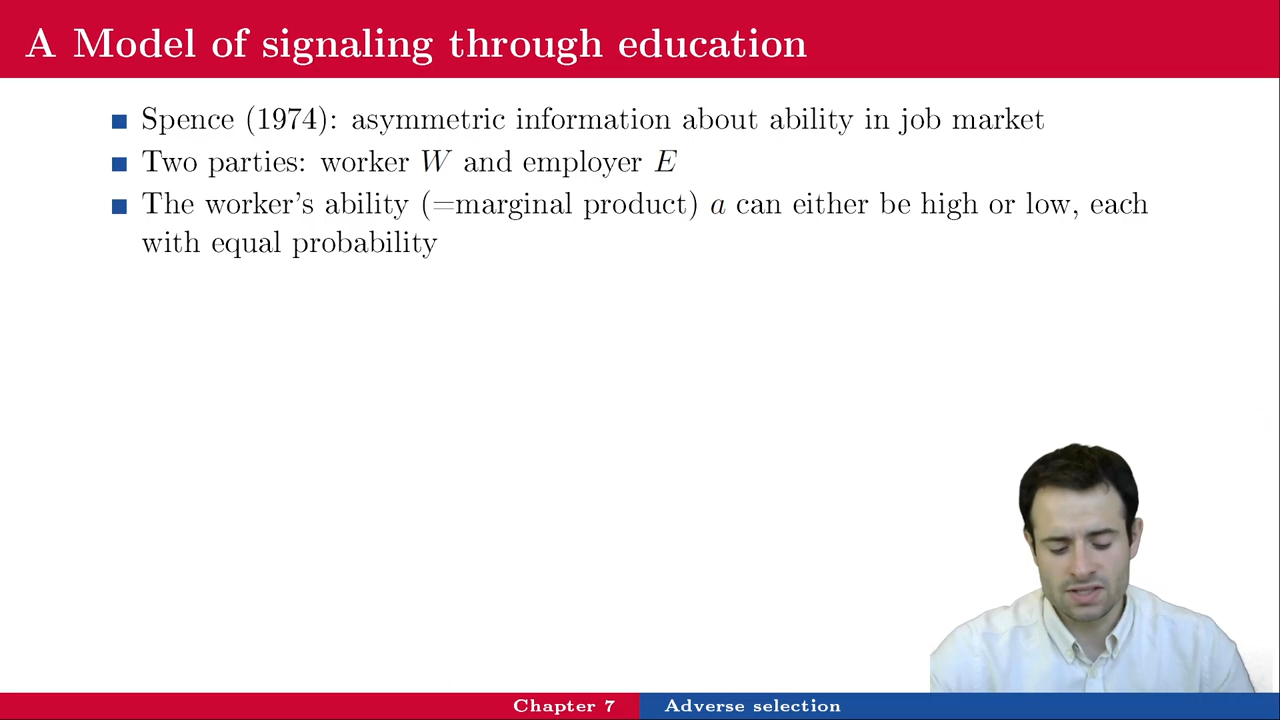 A Model of signaling through education
Spence (1974): asymmetric information about ability in job market
Two parties: worker W and employer E
The worker's ability (=marginal product) a can either be high or low, each
with equal probability
Chapter 7
Adverse selection